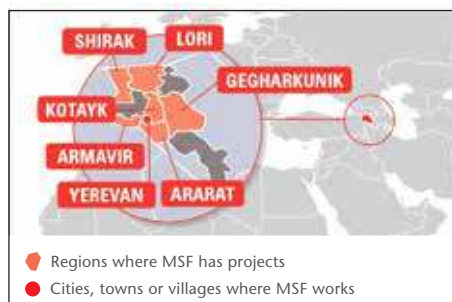 SHIRAK
LORI
GEGHARKUNIK
KOTAYK
ARMAVIR
YEREVAN
ARARAT
Regions where MSF has projects
Cities, towns or villages where MSF works